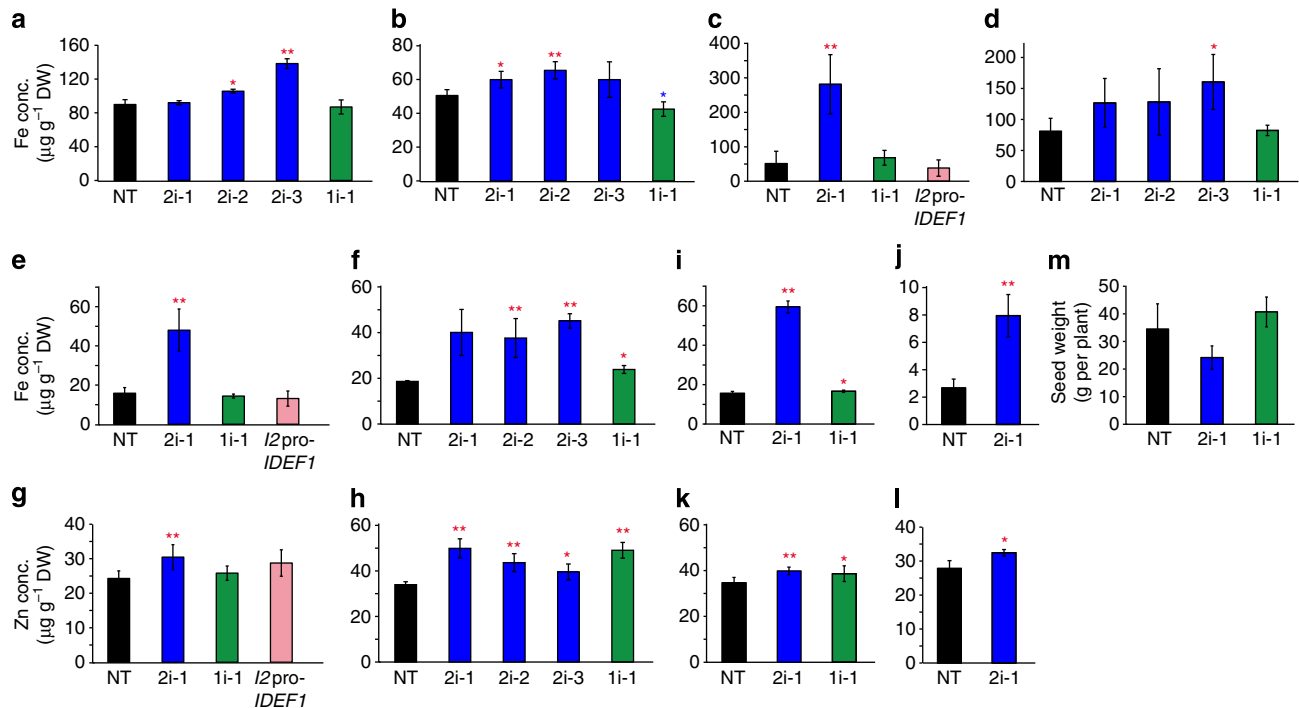 a
Fe conc.
(µg g⁻¹ DW)
160
120
80
40
0
*
**
NT 2i-1 2i-2 2i-3 1i-1
b
80
60
40
20
0
*
**
*
NT 2i-1 2i-2 2i-3 1i-1
c
400
300
200
100
0
**
NT 2i-1 1i-1 I2pro-
IDEF1
d
200
150
100
50
0
*
NT 2i-1 2i-2 2i-3 1i-1
e
Fe conc.
(µg g⁻¹ DW)
60
40
20
0
**
NT 2i-1 1i-1 I2pro-
IDEF1
f
60
40
20
0
**
**
*
NT 2i-1 2i-2 2i-3 1i-1
i
60
40
20
0
**
*
NT 2i-1 1i-1
j
10
8
6
4
2
0
**
NT 2i-1
m
Seed weight
(g per plant)
50
40
30
20
10
0
NT 2i-1 1i-1
g
Zn conc.
(µg g⁻¹ DW)
40
30
20
10
0
**
NT 2i-1 1i-1 I2pro-
IDEF1
h
60
40
20
0
**
**
*
**
NT 2i-1 2i-2 2i-3 1i-1
k
60
40
20
0
**
*
NT 2i-1 1i-1
l
40
30
20
10
0
*
NT 2i-1